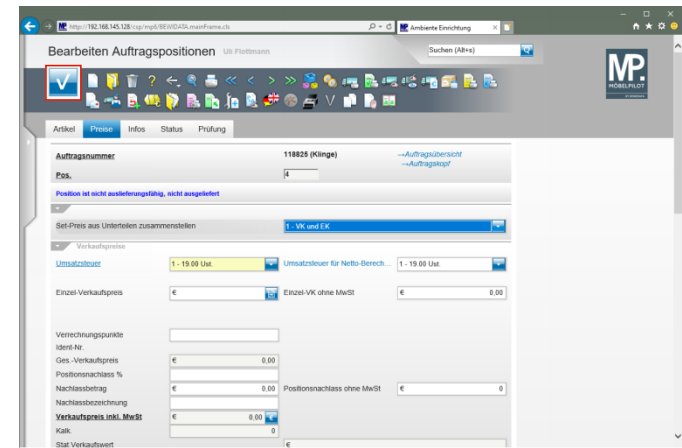 http://192.168.145.128/csp/mpli/BEWIDATA.mainFrame.cls
Ambiente Einrichtung
Bearbeiten Auftragspositionen Uli Flottmann
Suchen (Alt+s)
MP.
MÖBELPILOT
Artikel Preise Infos Status Prüfung
Auftragsnummer 118825 (Klinge) →Auftragsübersicht
→Auftragskopf
Pos. 4
Position ist nicht auslieferungsfähig, nicht ausgeliefert
Set-Preis aus Unterteilen zusammenstellen 1 - VK und EK
Verkaufspreise
Umsatzsteuer 1 - 19.00 Ust. Umsatzsteuer für Netto-Berech... 1 - 19.00 Ust.
Einzel-Verkaufspreis € Einzel-VK ohne MwSt € 0,00
Verrechnungspunkte
Ident-Nr.
Ges.-Verkaufspreis € 0,00
Positionsnachlass %
Nachlassbetrag € 0,00 Positionsnachlass ohne MwSt € 0
Nachlassbezeichnung
Verkaufspreis inkl. MwSt € 0,00 €
Kalk. 0
Stat Verkaufswert €